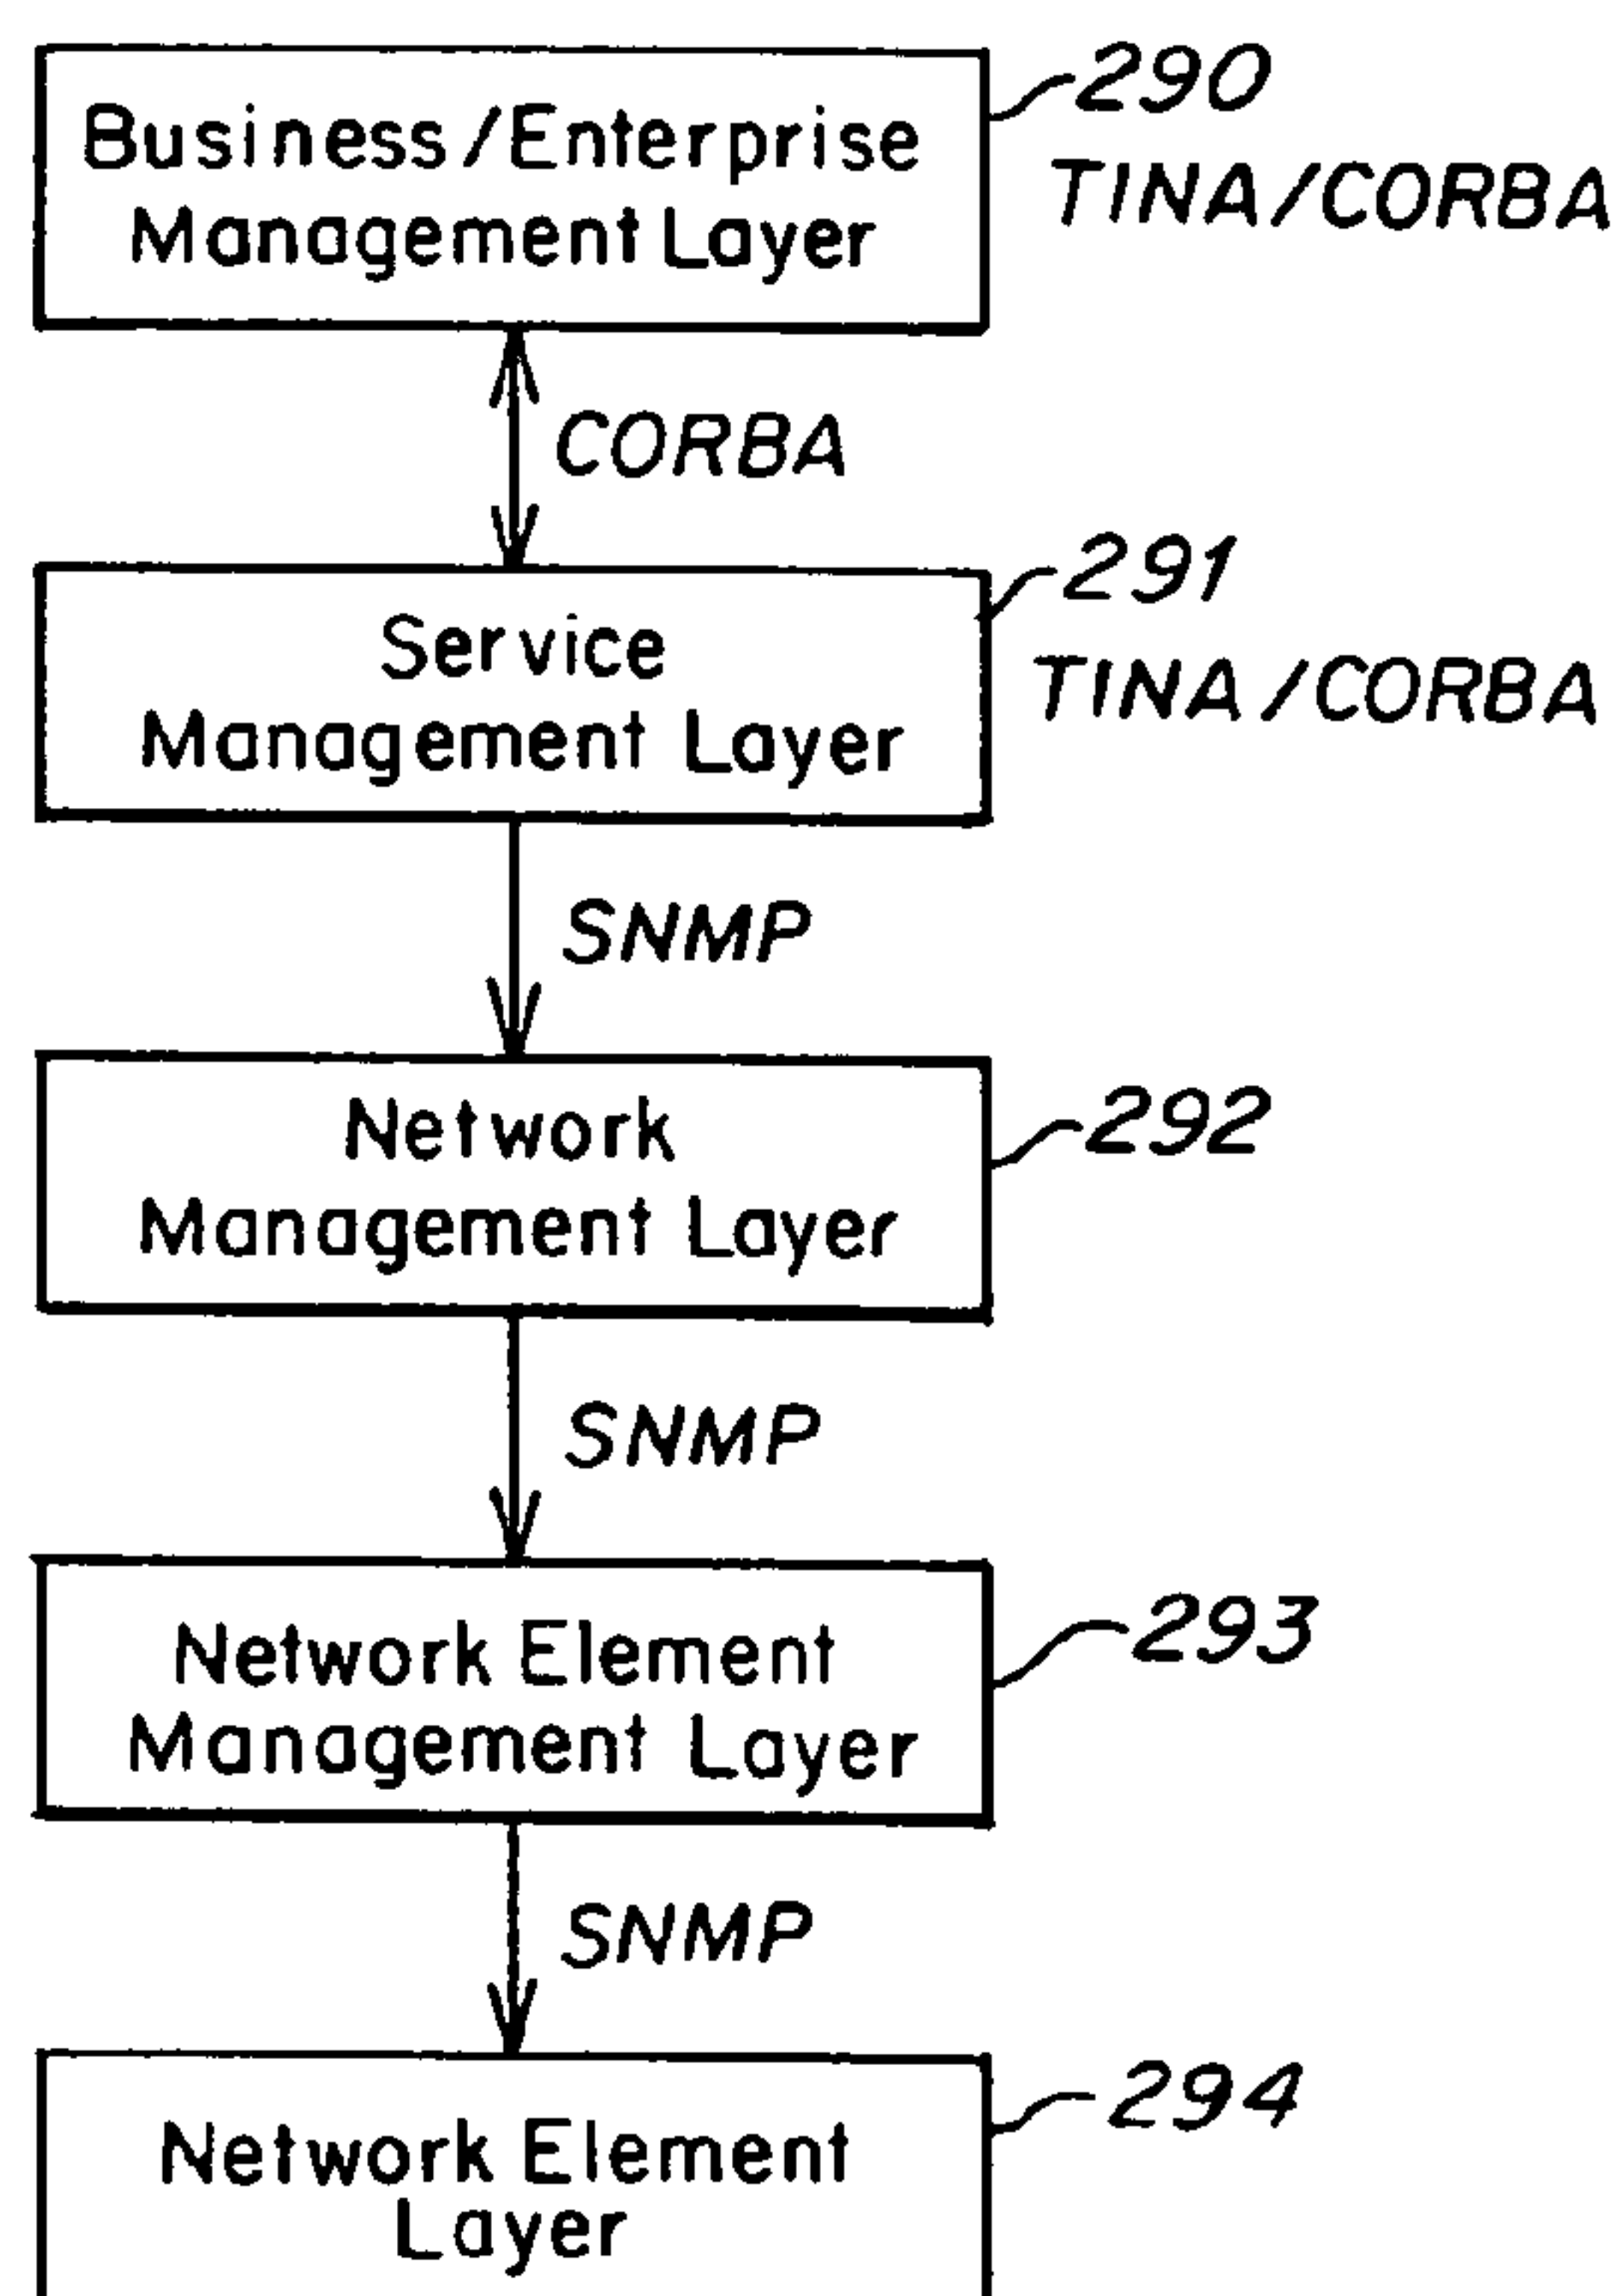 Business/Enterprise
Management Layer
290
TINA/CORBA
CORBA
Service
Management Layer
291
TINA/CORBA
SNMP
Network
Management Layer
292
SNMP
Network Element
Management Layer
293
SNMP
Network Element
Layer
294